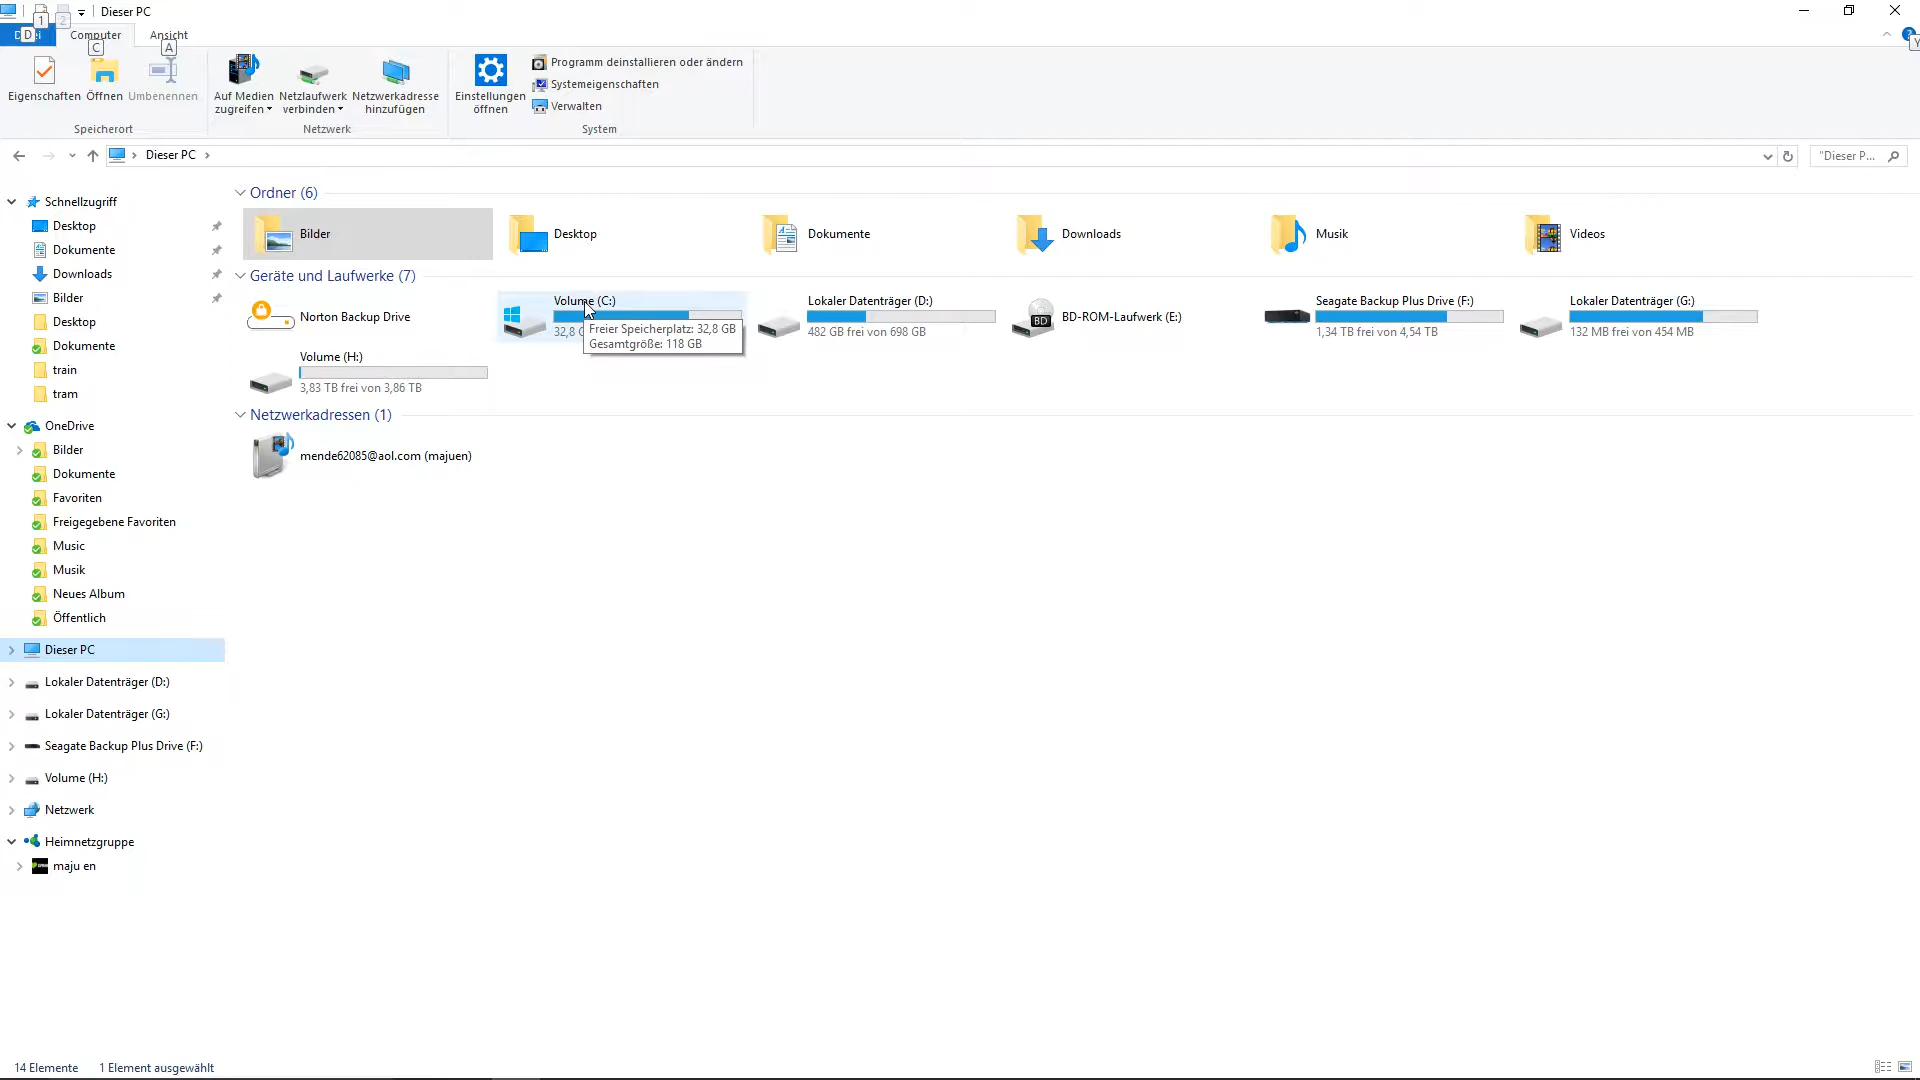 1
2
Dieser PC
D
Computer
Ansicht
C
A
Y
Eigenschaften
Öffnen
Umbenennen
Auf Medien
zugreifen
Netzlaufwerk
verbinden
Netzwerkadresse
hinzufügen
Einstellungen
öffnen
Programm deinstallieren oder ändern
Systemeigenschaften
Verwalten
Speicherort
Netzwerk
System
Dieser PC
"Dieser P...
Schnellzugriff
Desktop
Dokumente
Downloads
Bilder
Desktop
Dokumente
train
tram
OneDrive
Bilder
Dokumente
Favoriten
Freigegebene Favoriten
Music
Musik
Neues Album
Öffentlich
Dieser PC
Lokaler Datenträger (D:)
Lokaler Datenträger (G:)
Seagate Backup Plus Drive (F:)
Volume (H:)
Netzwerk
Heimnetzgruppe
maju en
Ordner (6)
Bilder
Desktop
Dokumente
Downloads
Musik
Videos
Geräte und Laufwerke (7)
Norton Backup Drive
Volume (C:)
32,8 G
Freier Speicherplatz: 32,8 GB
Gesamtgröße: 118 GB
Lokaler Datenträger (D:)
482 GB frei von 698 GB
BD
BD-ROM-Laufwerk (E:)
Seagate Backup Plus Drive (F:)
1,34 TB frei von 4,54 TB
Lokaler Datenträger (G:)
132 MB frei von 454 MB
Volume (H:)
3,83 TB frei von 3,86 TB
Netzwerkadressen (1)
mende62085@aol.com (majuen)
14 Elemente
1 Element ausgewählt